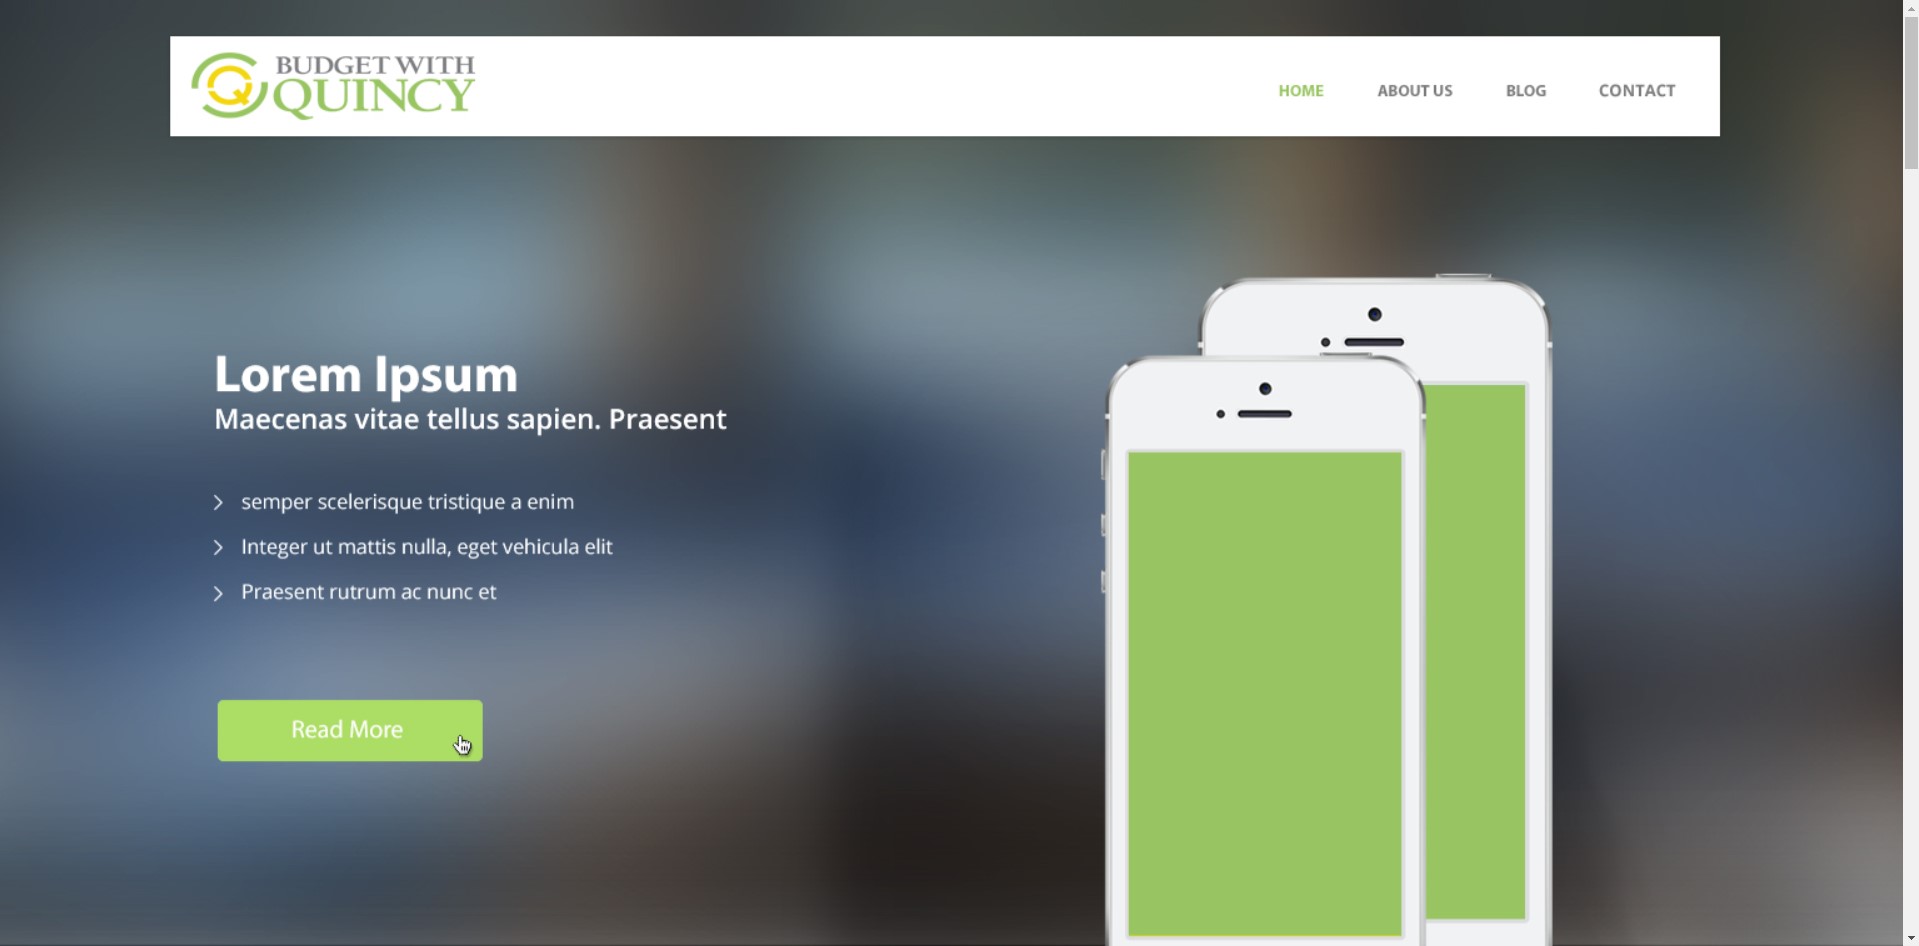 BUDGET WITH
QUINCY
HOME ABOUT US BLOG CONTACT
Lorem Ipsum
Maecenas vitae tellus sapien. Praesent
semper scelerisque tristique a enim
Integer ut mattis nulla, eget vehicula elit
Praesent rutrum ac nunc et
Read More